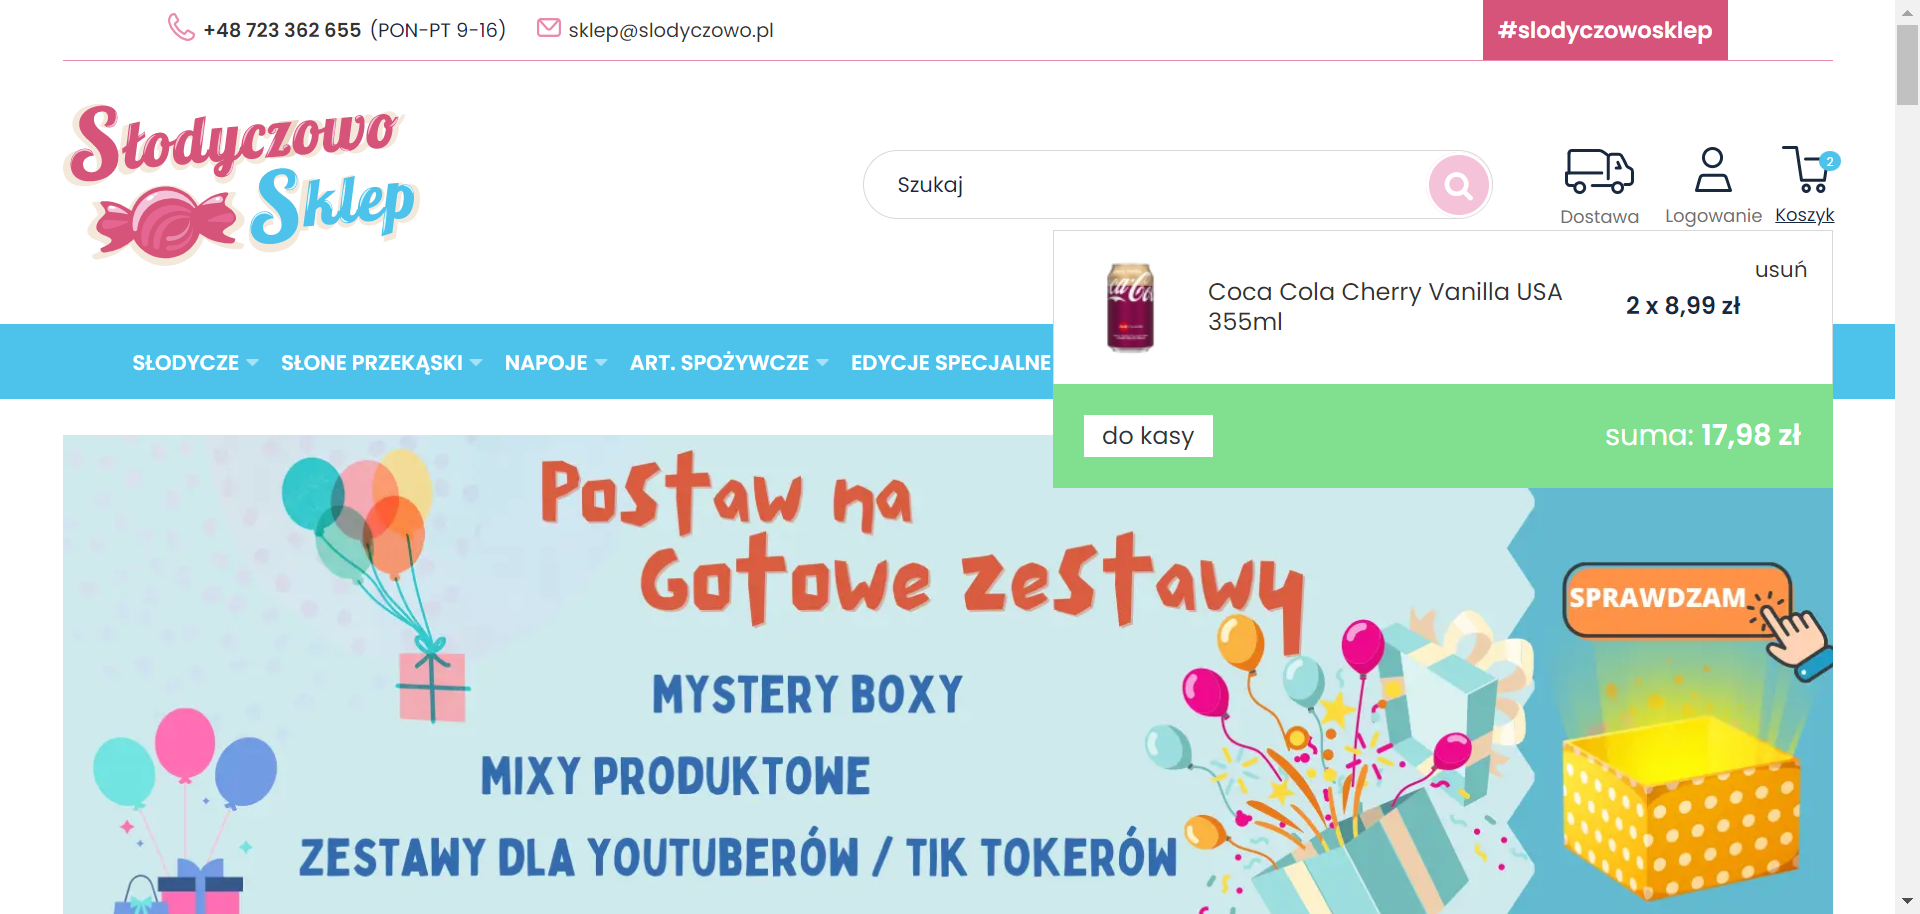 +48 723 362 655 (PON-PT 9-16) sklep@slodyczowo.pl #slodyczowosklep
Słodyczowo
Sklep
Szukaj
2
Dostawa Logowanie Koszyk
usuń
Coca Cola Cherry Vanilla USA
355ml
2 x 8,99 zł
SŁODYCZE SŁONE PRZEKĄSKI NAPOJE ART. SPOŻYWCZE EDYCJE SPECJALNE
do kasy suma: 17,98 zł
Postaw na
Gotowe zestawy
SPRAWDZAM
MYSTERY BOXY
MIXY PRODUKTOWE
ZESTAWY DLA YOUTUBERÓW / TIK TOKERÓW